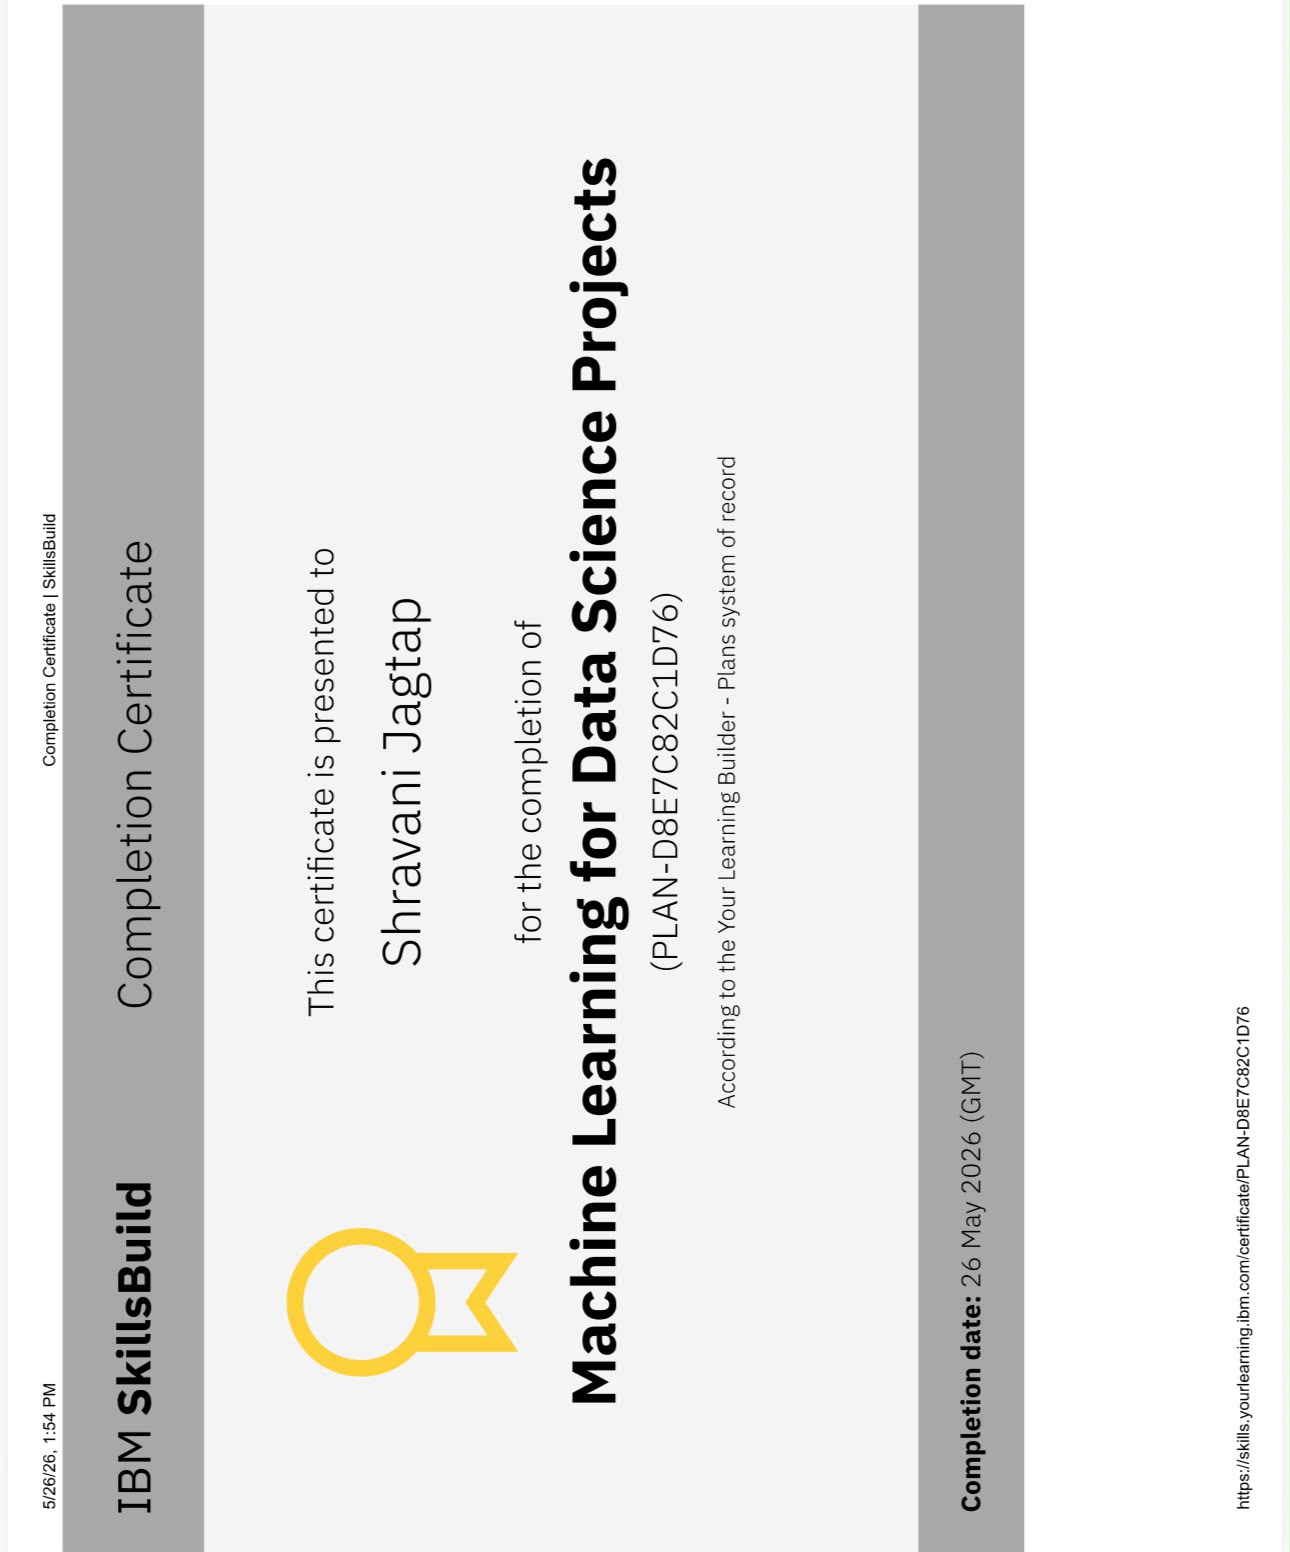 5/26/26, 1:54 PM
Completion Certificate | SkillsBuild
IBM SkillsBuild
Completion Certificate
This certificate is presented to
Shravani Jagtap
for the completion of
Machine Learning for Data Science Projects
(PLAN-D8E7C82C1D76)
According to the Your Learning Builder - Plans system of record
Completion date: 26 May 2026 (GMT)
https://skills.yourlearning.ibm.com/certificate/PLAN-D8E7C82C1D76